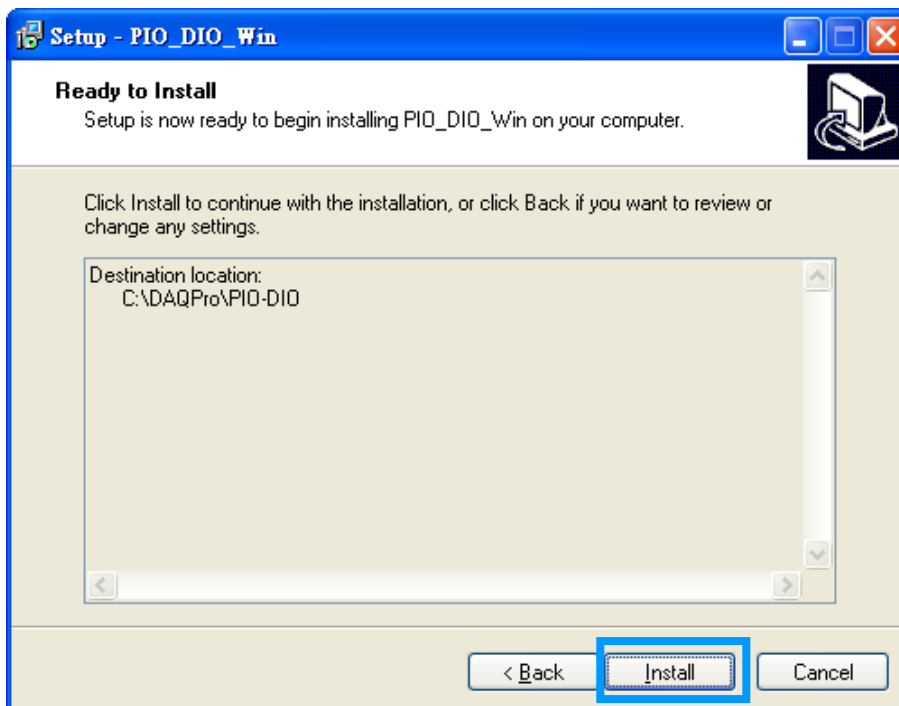 Setup - PIO_DIO_Win
Ready to Install
Setup is now ready to begin installing PIO_DIO_Win on your computer.
Click Install to continue with the installation, or click Back if you want to review or
change any settings.
Destination location:
C:\DAQPro\PIO-DIO
< Back
Install
Cancel